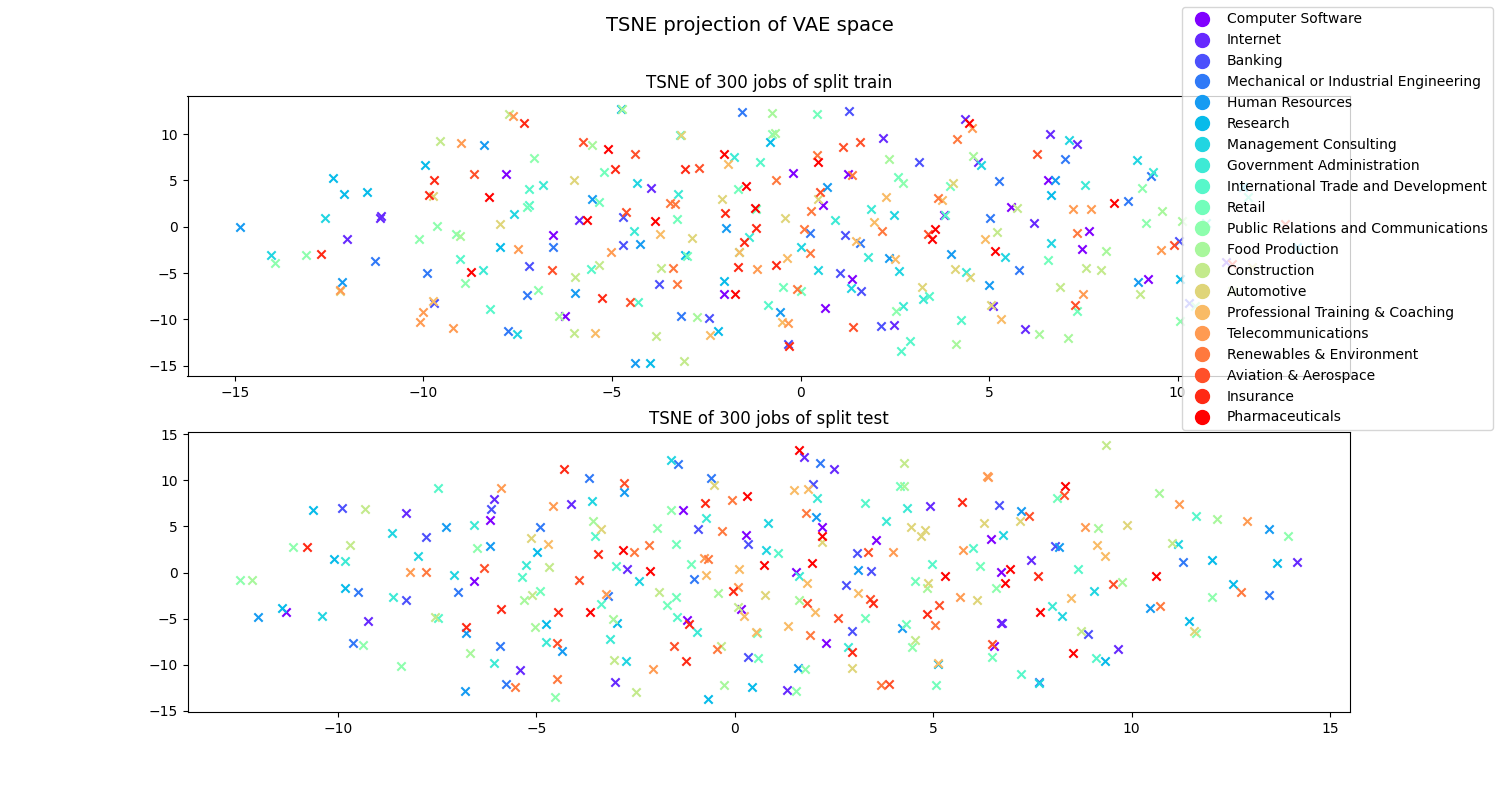 TSNE projection of VAE space
TSNE of 300 jobs of split train
10
5
0
−5
−10
−15
−15
−10
−5
0
5
10
Computer Software
Internet
Banking
Mechanical or Industrial Engineering
Human Resources
Research
Management Consulting
Government Administration
International Trade and Development
Retail
Public Relations and Communications
Food Production
Construction
Automotive
Professional Training & Coaching
Telecommunications
Renewables & Environment
Aviation & Aerospace
Insurance
Pharmaceuticals
TSNE of 300 jobs of split test
15
10
5
0
−5
−10
−15
−10
−5
0
5
10
15